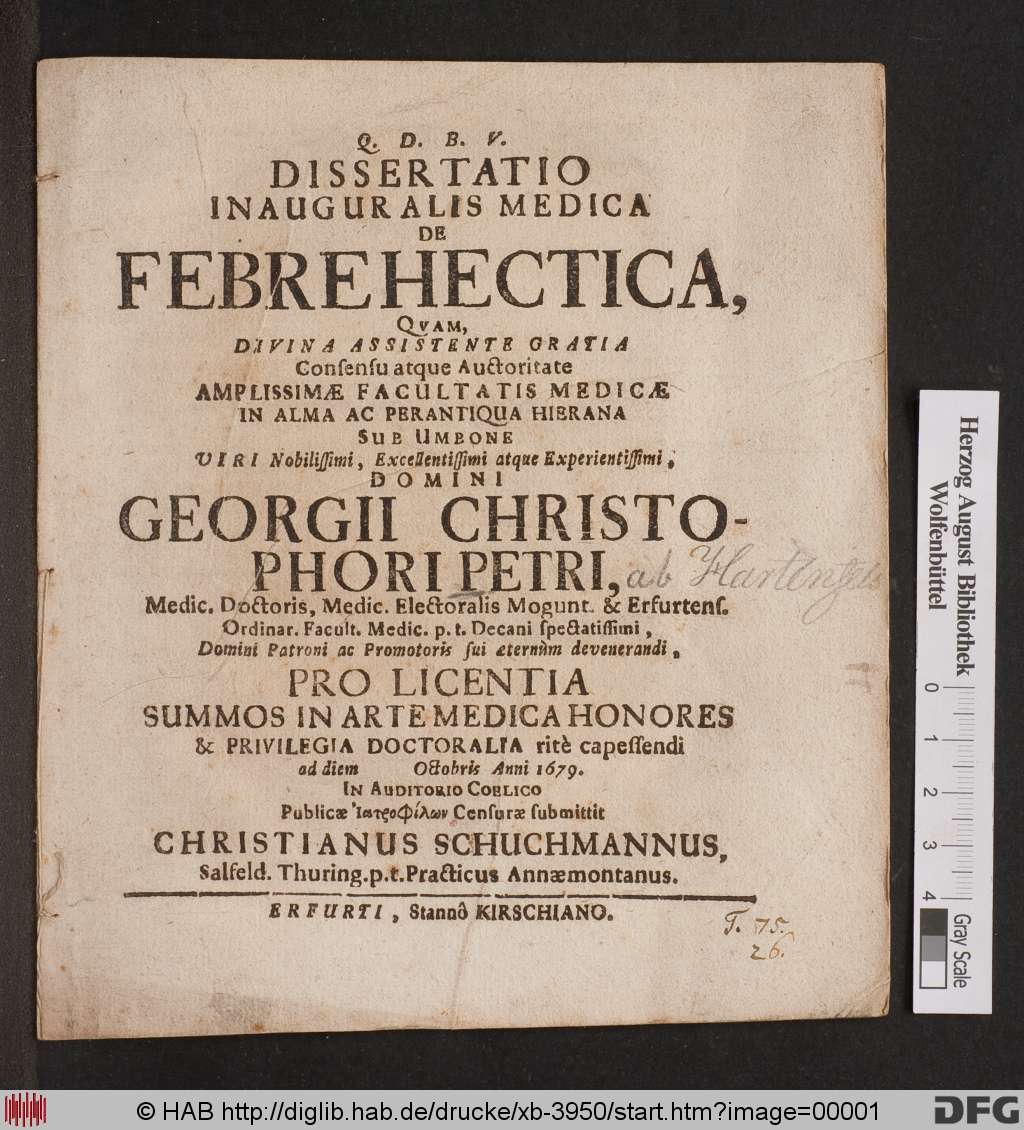 Q. D. B. V.
DISSERTATIO
INAUGURALIS MEDICA
DE
FEBRE HECTICA,
QVAM,
DIVINA ASSISTENTE GRATIA
Conſenſu atque Auctoritate
AMPLISSIMÆ FACULTATIS MEDICÆ
IN ALMA AC PERANTIQUA HIERANA
SUB UMBONE
VIRI Nobiliſſimi, Excellentiſſimi atque Experientiſſimi,
DOMINI
GEORGII CHRISTO-
PHORI PETRI, ab Hartenfels
Medic. Doctoris, Medic. Electoralis Mogunt. & Erfurtenſ.
Ordinar. Facult. Medic. p. t. Decani ſpectatiſſimi,
Domini Patroni ac Promotoris ſui æternùm devenerandi,
PRO LICENTIA
SUMMOS IN ARTE MEDICA HONORES
& PRIVILEGIA DOCTORALIA ritè capeſſendi
ad diem Octobris Anni 1679.
IN AUDITORIO COELICO
Publicæ Ἰατροφίλων Cenſuræ ſubmittit
CHRISTIANUS SCHUCHMANNUS,
Salfeld. Thuring. p. t. Practicus Annæmontanus.
ERFURTI, Stannô KIRSCHIANO.
T. 75.
26.
Herzog August Bibliothek
Wolfenbüttel
0 1 2 3 4
Gray Scale
© HAB http://diglib.hab.de/drucke/xb-3950/start.htm?image=00001
DFG